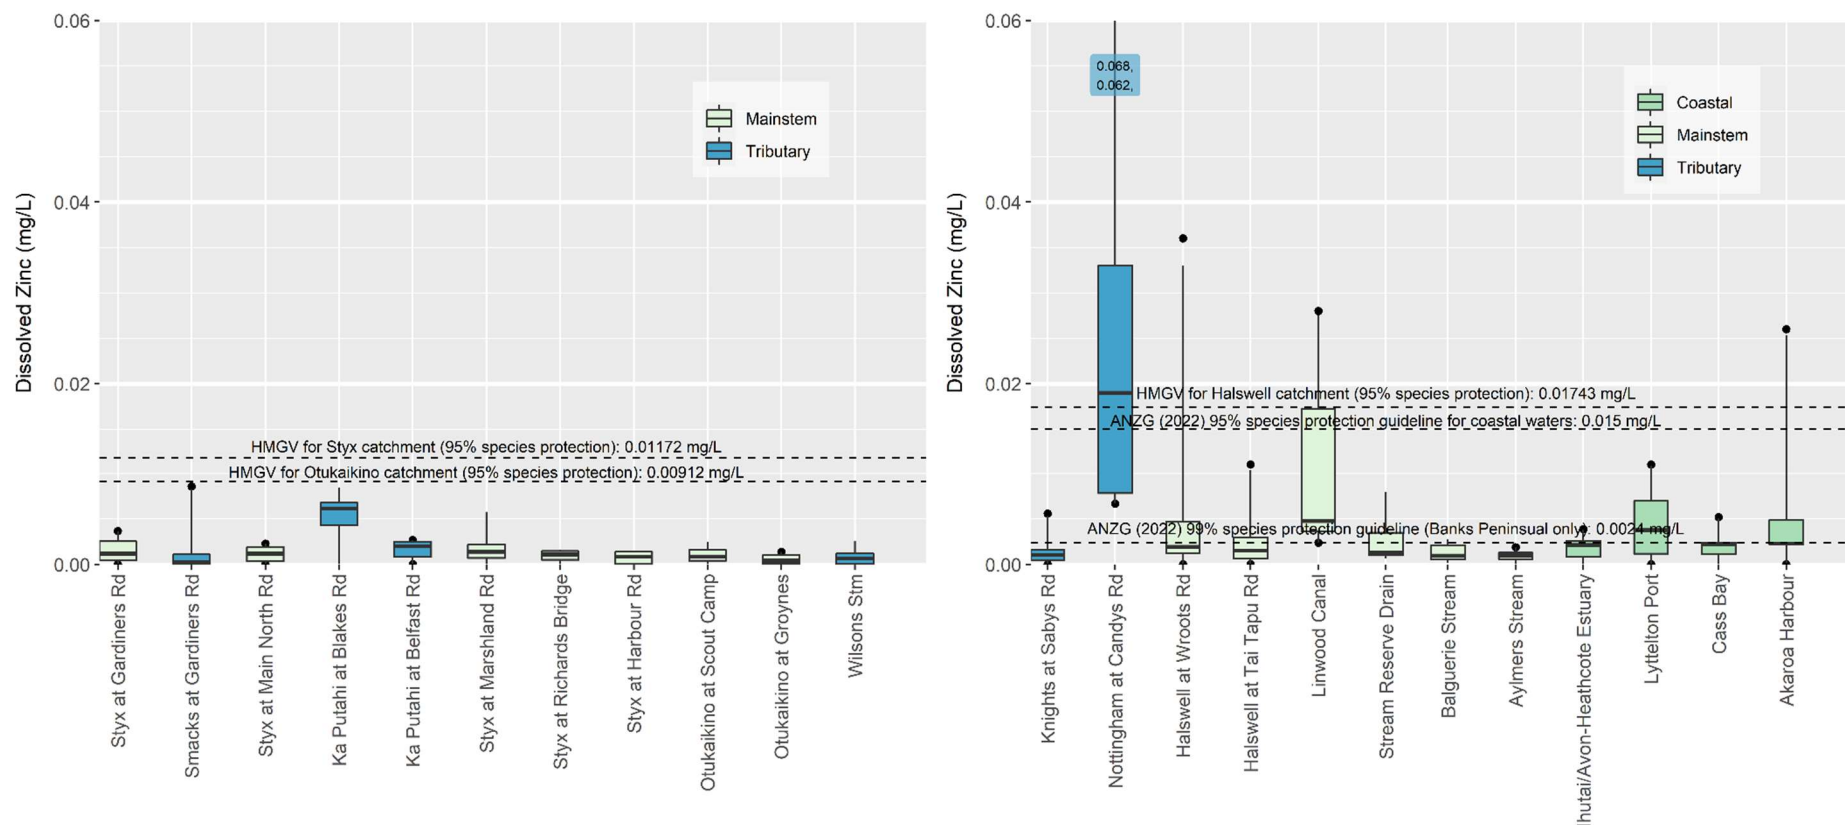 Dissolved Zinc (mg/L)
0.06
0.04
0.02
0.00
Mainstem
Tributary
HMGV for Styx catchment (95% species protection): 0.01172 mg/L
HMGV for Otukaikino catchment (95% species protection): 0.00912 mg/L
Styx at Gardiners Rd
Smacks at Gardiners Rd
Styx at Main North Rd
Ka Putahi at Blakes Rd
Ka Putahi at Belfast Rd
Styx at Marshland Rd
Styx at Richards Bridge
Styx at Harbour Rd
Otukaikino at Scout Camp
Otukaikino at Groynes
Wilsons Stm
Dissolved Zinc (mg/L)
0.06
0.04
0.02
0.00
0.068,
0.062,
Coastal
Mainstem
Tributary
HMGV for Halswell catchment (95% species protection): 0.01743 mg/L
ANZG (2022) 95% species protection guideline for coastal waters: 0.015 mg/L
ANZG (2022) 99% species protection guideline (Banks Peninsual only): 0.0024 mg/L
Knights at Sabys Rd
Nottingham at Candys Rd
Halswell at Wroots Rd
Halswell at Tai Tapu Rd
Linwood Canal
Stream Reserve Drain
Balguerie Stream
Aylmers Stream
hutai/Avon-Heathcote Estuary
Lyttelton Port
Cass Bay
Akaroa Harbour